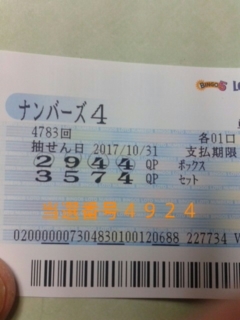 ナンバーズ4
4783回 各01口
抽せん日 2017/10/31 支払期限
2944 QP ボックス
3574 QP セット
当選番号4924
02000000073048301001206​88 227734